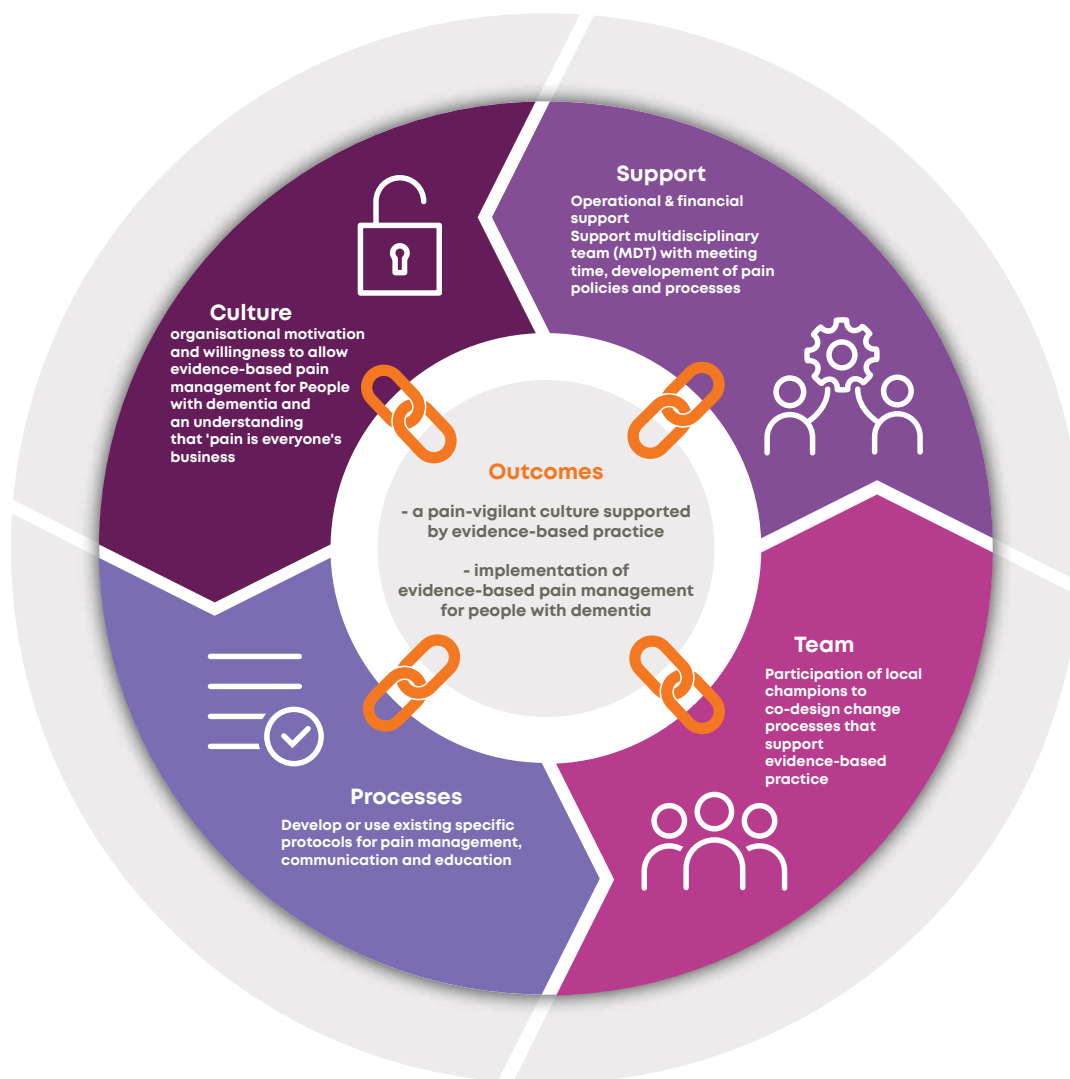 Support
Operational & financial
support
Support multidisciplinary
team (MDT) with meeting
time, developement of pain
policies and processes
Culture
organisational motivation
and willingness to allow
evidence-based pain
management for People
with dementia and
an understanding
that 'pain is everyone's
business
Outcomes
- a pain-vigilant culture supported
by evidence-based practice
- implementation of
evidence-based pain management
for people with dementia
Team
Participation of local
champions to
co-design change
processes that
support
evidence-based
practice
Processes
Develop or use existing specific
protocols for pain management,
communication and education